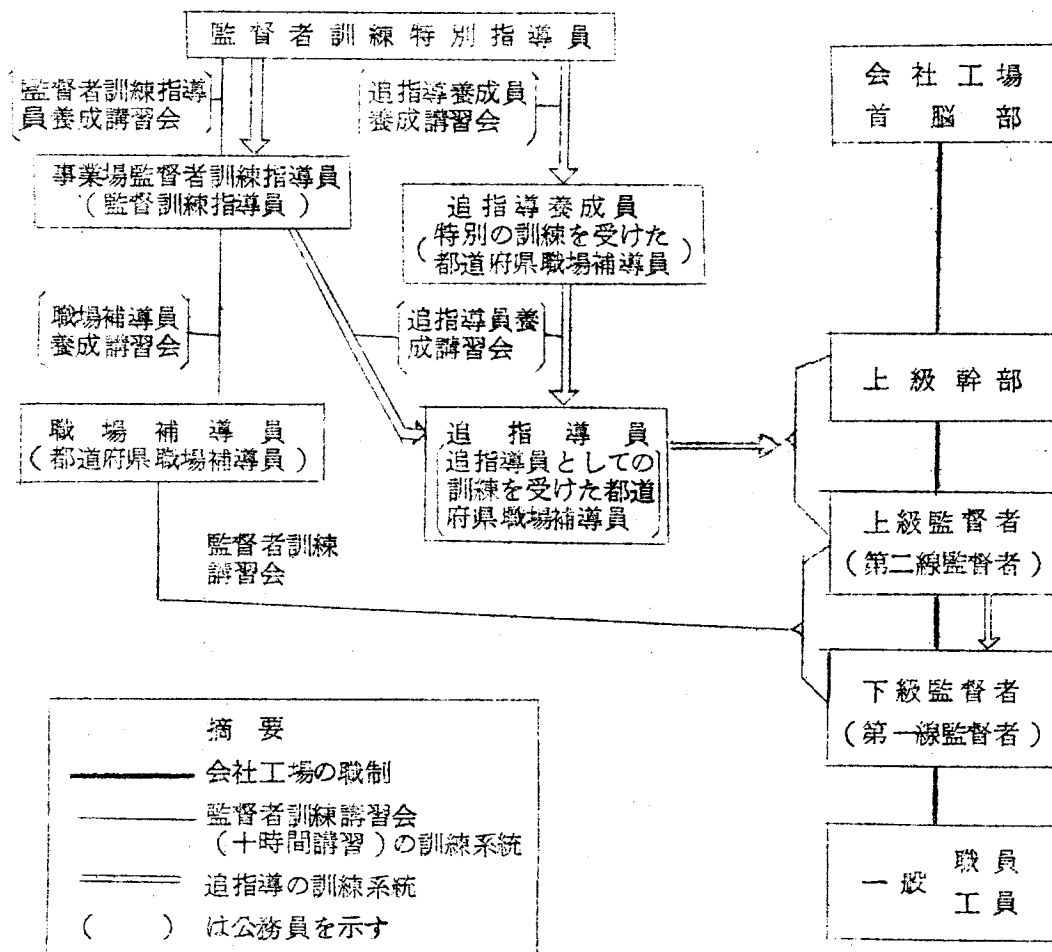 監督者訓練特別指導員
監督者訓練指導
員養成講習会
追指導養成員
養成講習会
会社工場
首脳部
事業場監督者訓練指導員
(監督訓練指導員)
追指導養成員
(特別の訓練を受けた
都道府県職場補導員)
職場補導員
養成講習会
追指導員養
成講習会
上級幹部
職場補導員
(都道府県職場補導員)
追指導員
(追指導員としての
訓練を受けた都道
府県職場補導員)
上級監督者
(第二線監督者)
監督者訓練
講習会
下級監督者
(第一線監督者)
摘要
会社工場の職制
監督者訓練講習会
(十時間講習)の訓練系統
追指導の訓練系統
( )は公務員を示す
一般 職員
工員